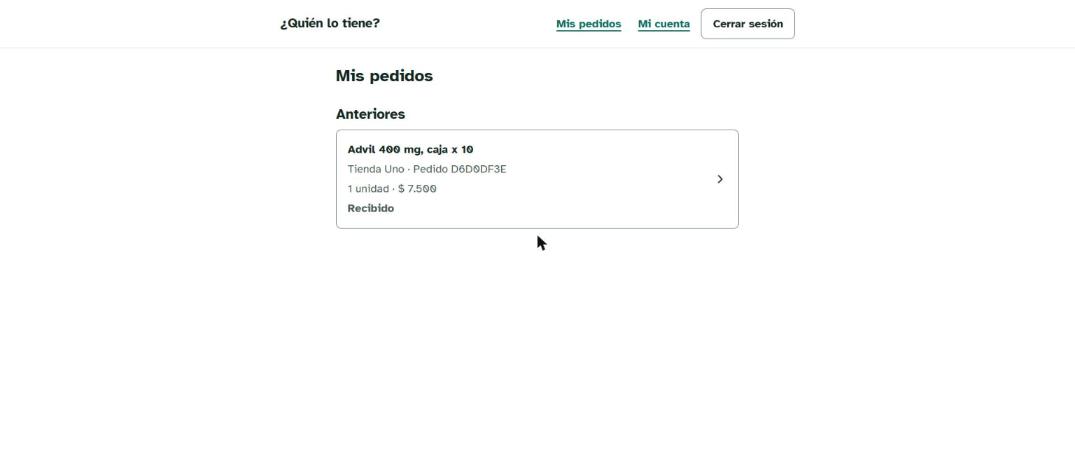 ¿Quién lo tiene?
Mis pedidos
Mi cuenta
Cerrar sesión
Mis pedidos
Anteriores
Advil 400 mg, caja x 10
Tienda Uno · Pedido D6D0DF3E
1 unidad · $ 7.500
Recibido